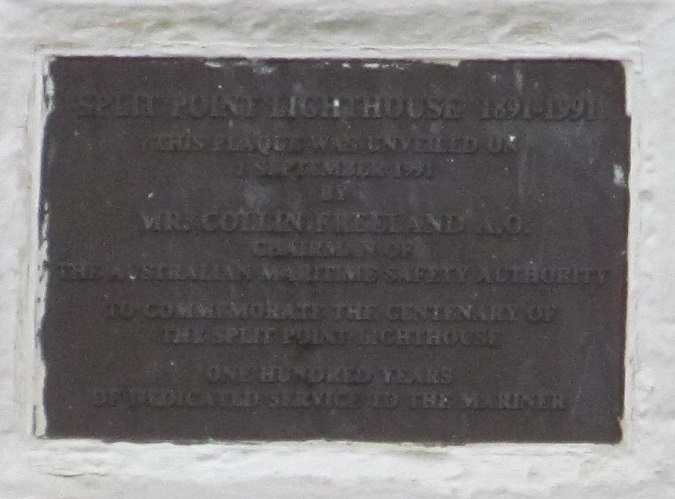 SPLIT POINT LIGHTHOUSE 1891-1991
THIS PLAQUE WAS UNVEILED ON
1 SEPTEMBER 1991
BY
MR. COLLIN FREELAND A.O.
CHAIRMAN OF
THE AUSTRALIAN MARITIME SAFETY AUTHORITY
TO COMMEMORATE THE CENTENARY OF
THE SPLIT POINT LIGHTHOUSE
ONE HUNDRED YEARS
OF DEDICATED SERVICE TO THE MARINER